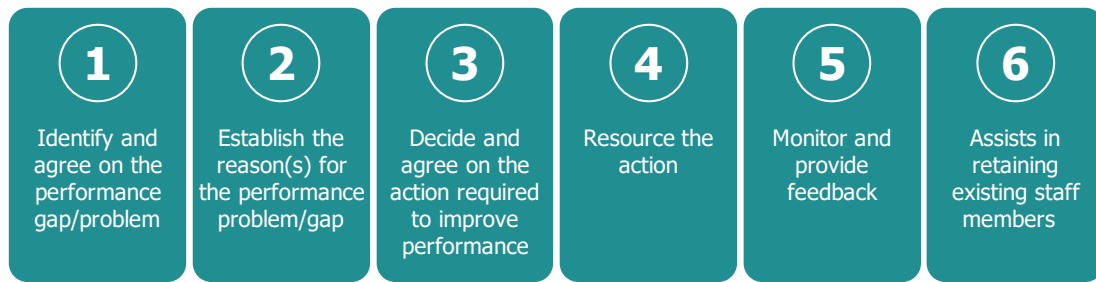 1
Identify and
agree on the
performance
gap/problem
2
Establish the
reason(s) for
the performance
problem/gap
3
Decide and
agree on the
action required
to improve
performance
4
Resource the
action
5
Monitor and
provide
feedback
6
Assists in
retaining
existing staff
members